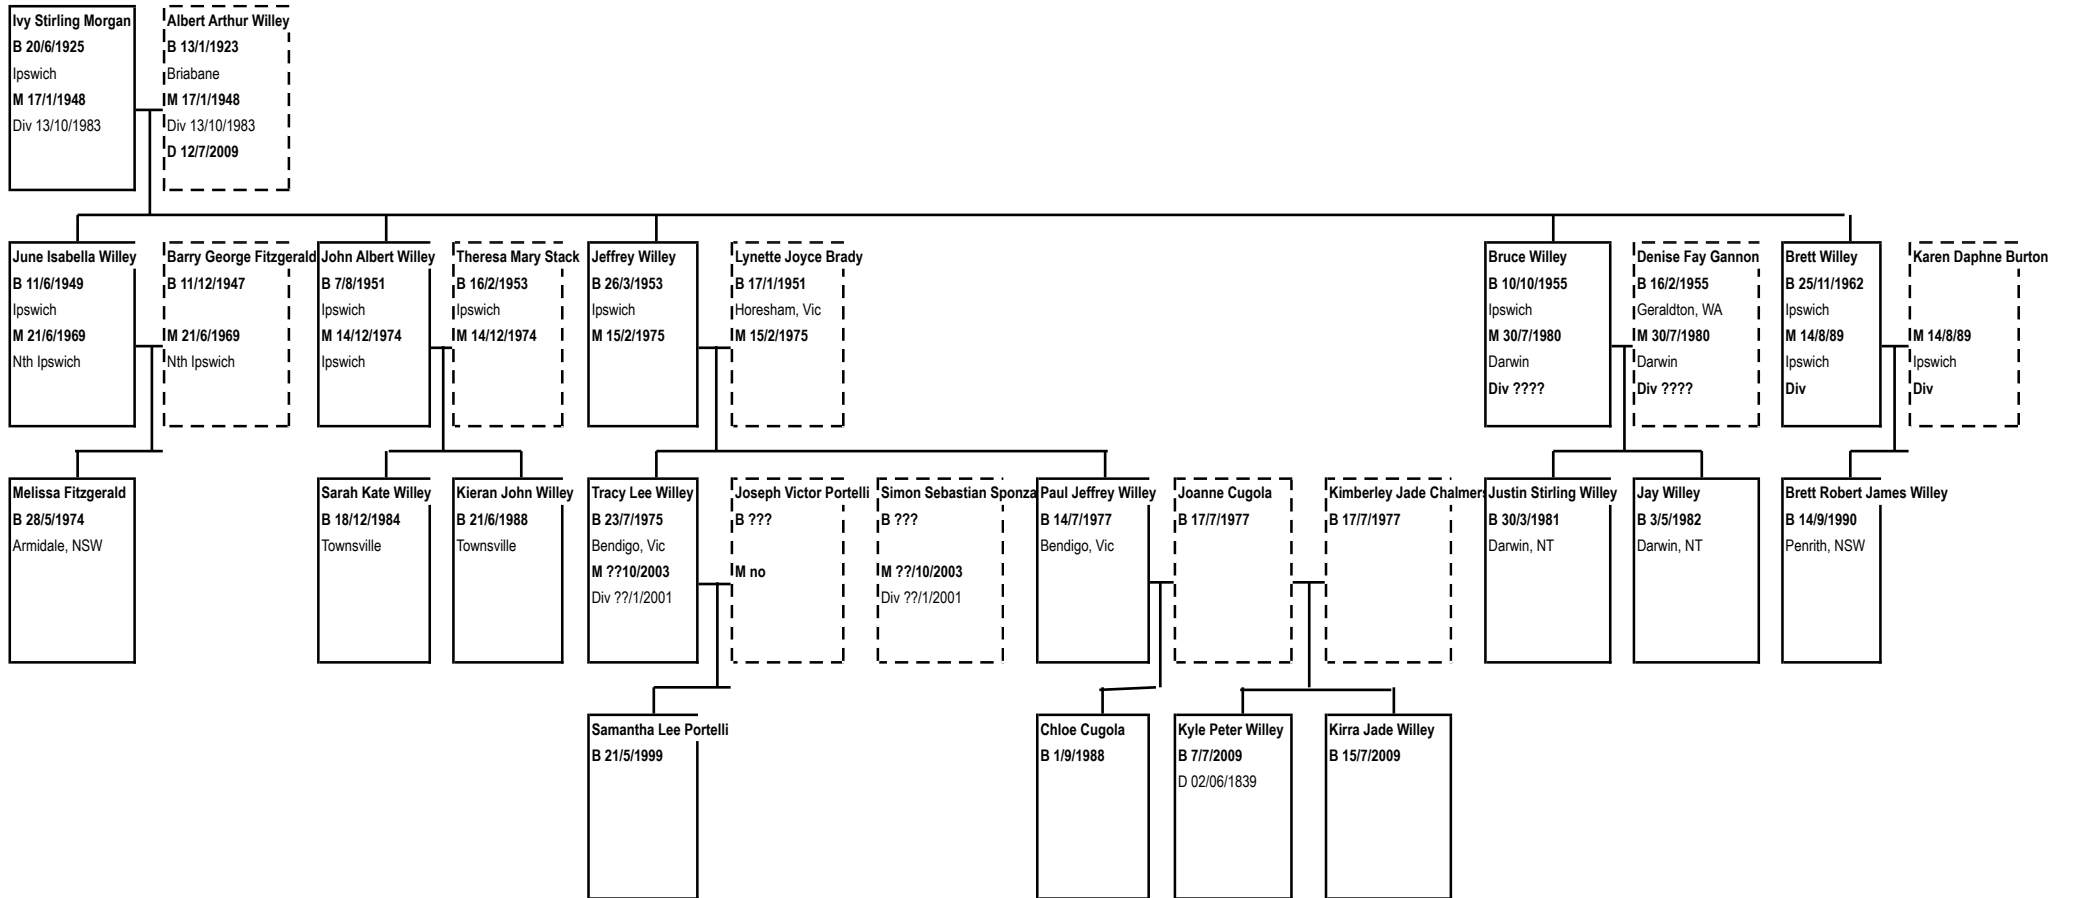 Ivy Stirling Morgan
B 20/6/1925
Ipswich
M 17/1/1948
Div 13/10/1983
Albert Arthur Willey
B 13/1/1923
Briabane
M 17/1/1948
Div 13/10/1983
D 12/7/2009
June Isabella Willey
B 11/6/1949
Ipswich
M 21/6/1969
Nth Ipswich
Barry George Fitzgerald
B 11/12/1947
M 21/6/1969
Nth Ipswich
John Albert Willey
B 7/8/1951
Ipswich
M 14/12/1974
Ipswich
Theresa Mary Stack
B 16/2/1953
Ipswich
M 14/12/1974
Jeffrey Willey
B 26/3/1953
Ipswich
M 15/2/1975
Lynette Joyce Brady
B 17/1/1951
Horesham, Vic
M 15/2/1975
Bruce Willey
B 10/10/1955
Ipswich
M 30/7/1980
Darwin
Div ????
Denise Fay Gannon
B 16/2/1955
Geraldton, WA
M 30/7/1980
Darwin
Div ????
Brett Willey
B 25/11/1962
Ipswich
M 14/8/89
Ipswich
Div
Karen Daphne Burton
M 14/8/89
Ipswich
Div
Melissa Fitzgerald
B 28/5/1974
Armidale, NSW
Sarah Kate Willey
B 18/12/1984
Townsville
Kieran John Willey
B 21/6/1988
Townsville
Tracy Lee Willey
B 23/7/1975
Bendigo, Vic
M ??10/2003
Div ??/1/2001
Joseph Victor Portelli
B ???
M no
Simon Sebastian Sponza
B ???
M ??/10/2003
Div ??/1/2001
Paul Jeffrey Willey
B 14/7/1977
Bendigo, Vic
Joanne Cugola
B 17/7/1977
Kimberley Jade Chalmers
B 17/7/1977
Justin Stirling Willey
B 30/3/1981
Darwin, NT
Jay Willey
B 3/5/1982
Darwin, NT
Brett Robert James Willey
B 14/9/1990
Penrith, NSW
Samantha Lee Portelli
B 21/5/1999
Chloe Cugola
B 1/9/1988
Kyle Peter Willey
B 7/7/2009
D 02/06/1839
Kirra Jade Willey
B 15/7/2009